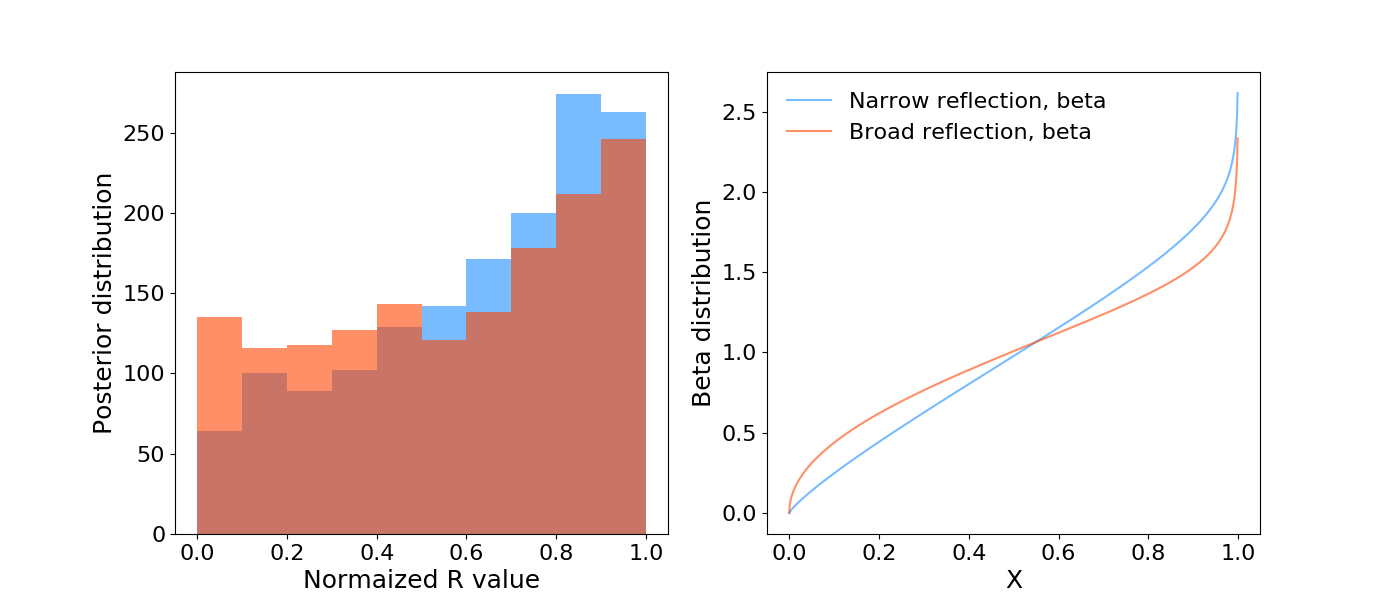 Posterior distribution
250
200
150
100
50
0
0.0 0.2 0.4 0.6 0.8 1.0
Normaized R value
Beta distribution
2.5
2.0
1.5
1.0
0.5
0.0
Narrow reflection, beta
Broad reflection, beta
0.0 0.2 0.4 0.6 0.8 1.0
X